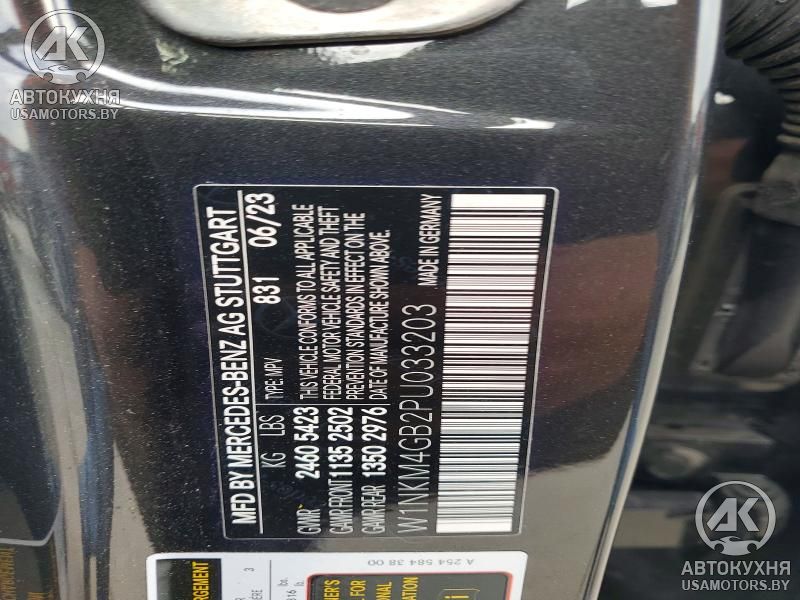 АК
АВТОКУХНЯ
USAMOTORS.BY
MFD BY MERCEDES-BENZ AG STUTTGART
831 06/23
KG LBS TYPE: MPV
GVWR 2460 5423
GAWR FRONT 1135 2502
GAWR REAR 1350 2976
THIS VEHICLE CONFORMS TO ALL APPLICABLE
FEDERAL MOTOR VEHICLE SAFETY AND THEFT
PREVENTION STANDARDS IN EFFECT ON THE
DATE OF MANUFACTURE SHOWN ABOVE.
W1NKM4GB2PU033203
MADE IN GERMANY
A 254 584 38 00
3
АК
АВТОКУХНЯ
USAMOTORS.BY